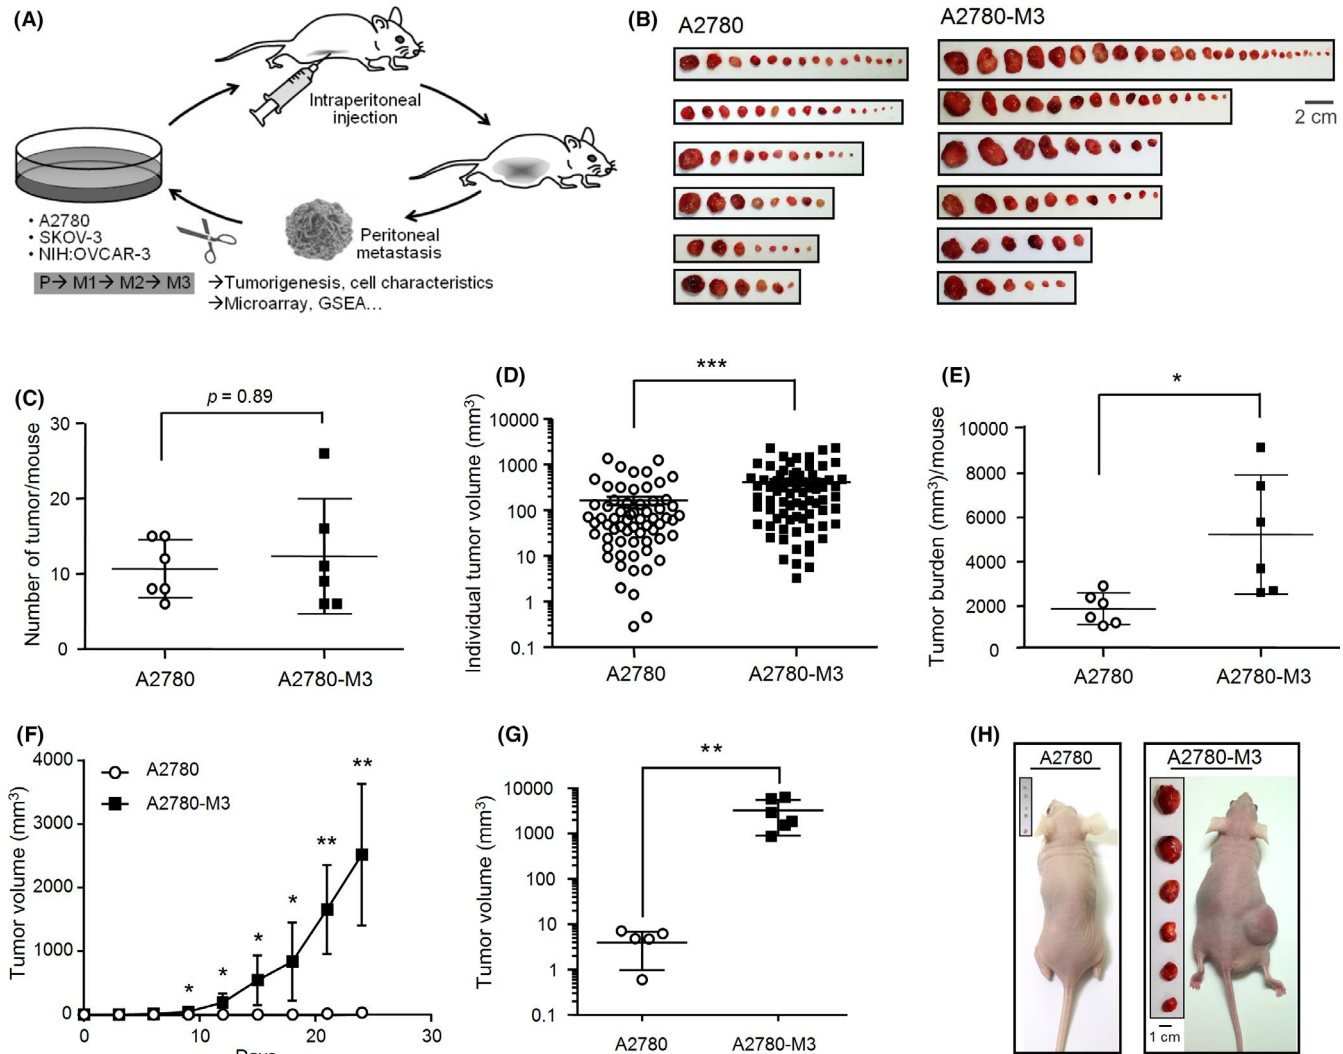 (A)
Intraperitoneal
injection
Peritoneal
metastasis
• A2780
• SKOV-3
• NIH:OVCAR-3
P→ M1→ M2→ M3
→Tumorigenesis, cell characteristics
→Microarray, GSEA…
(B)
A2780
A2780-M3
2 cm
(C)
p = 0.89
Number of tumor/mouse
30
20
10
0
A2780
A2780-M3
(D)
***
Individual tumor volume (mm³)
10000
1000
100
10
1
0.1
A2780
A2780-M3
(E)
*
Tumor burden (mm³)/mouse
10000
8000
6000
4000
2000
0
A2780
A2780-M3
(F)
Tumor volume (mm³)
4000
3000
2000
1000
0
A2780
A2780-M3
*
*
*
*
**
**
0
10
20
30
Days
(G)
**
Tumor volume (mm³)
10000
1000
100
10
1
0.1
A2780
A2780-M3
(H)
A2780
A2780-M3
1 cm